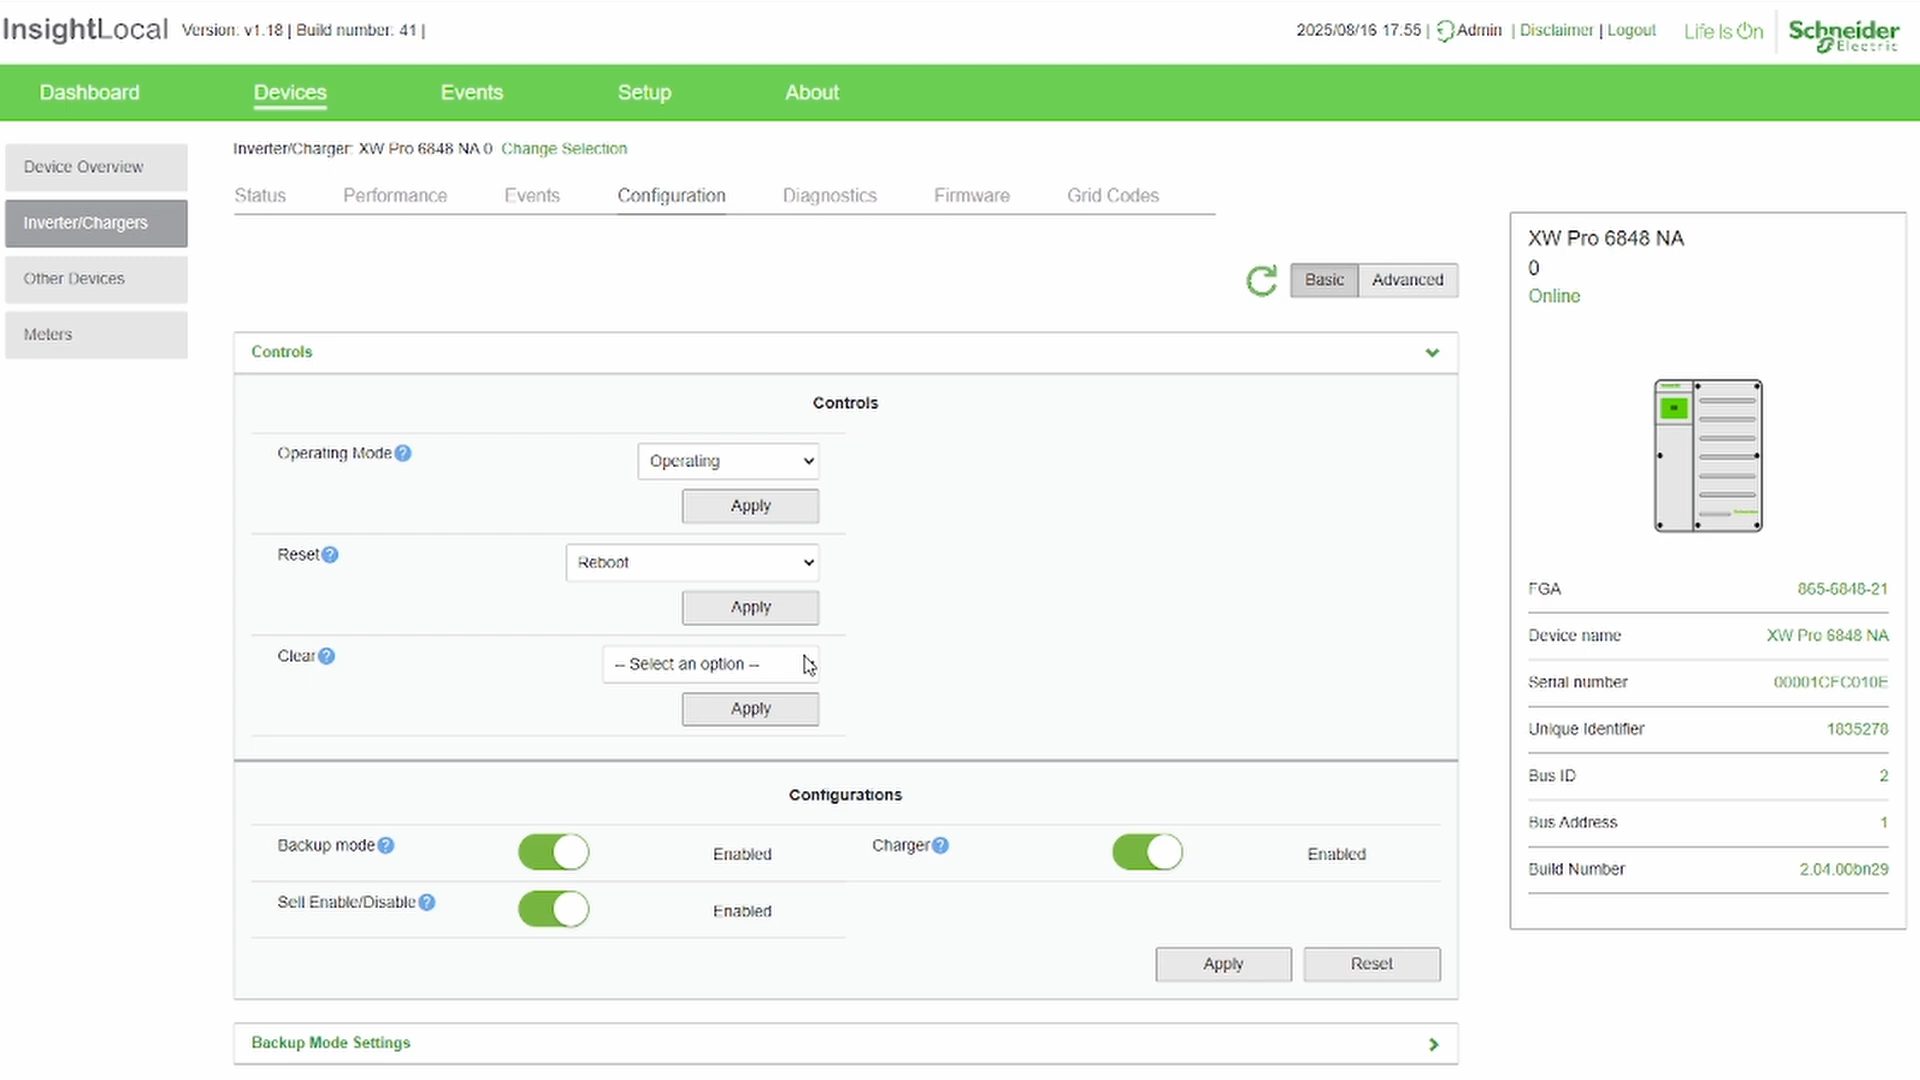 InsightLocal Version: v1.18 | Build number: 41 |
2025/08/16 17:55 | Admin | Disclaimer | Logout
Life Is On
Schneider
Electric
Dashboard
Devices
Events
Setup
About
Device Overview
Inverter/Chargers
Other Devices
Meters
Inverter/Charger: XW Pro 6848 NA 0 Change Selection
Status
Performance
Events
Configuration
Diagnostics
Firmware
Grid Codes
Basic
Advanced
Controls
Controls
Operating Mode ?
Operating
Apply
Reset ?
Reboot
Apply
Clear ?
-- Select an option --
Apply
Configurations
Backup mode ?
Enabled
Charger ?
Enabled
Sell Enable/Disable ?
Enabled
Apply
Reset
Backup Mode Settings
XW Pro 6848 NA
0
Online
FGA 865-6848-21
Device name XW Pro 6848 NA
Serial number 00001CFC010E
Unique Identifier 1835278
Bus ID 2
Bus Address 1
Build Number 2.04.00bn29